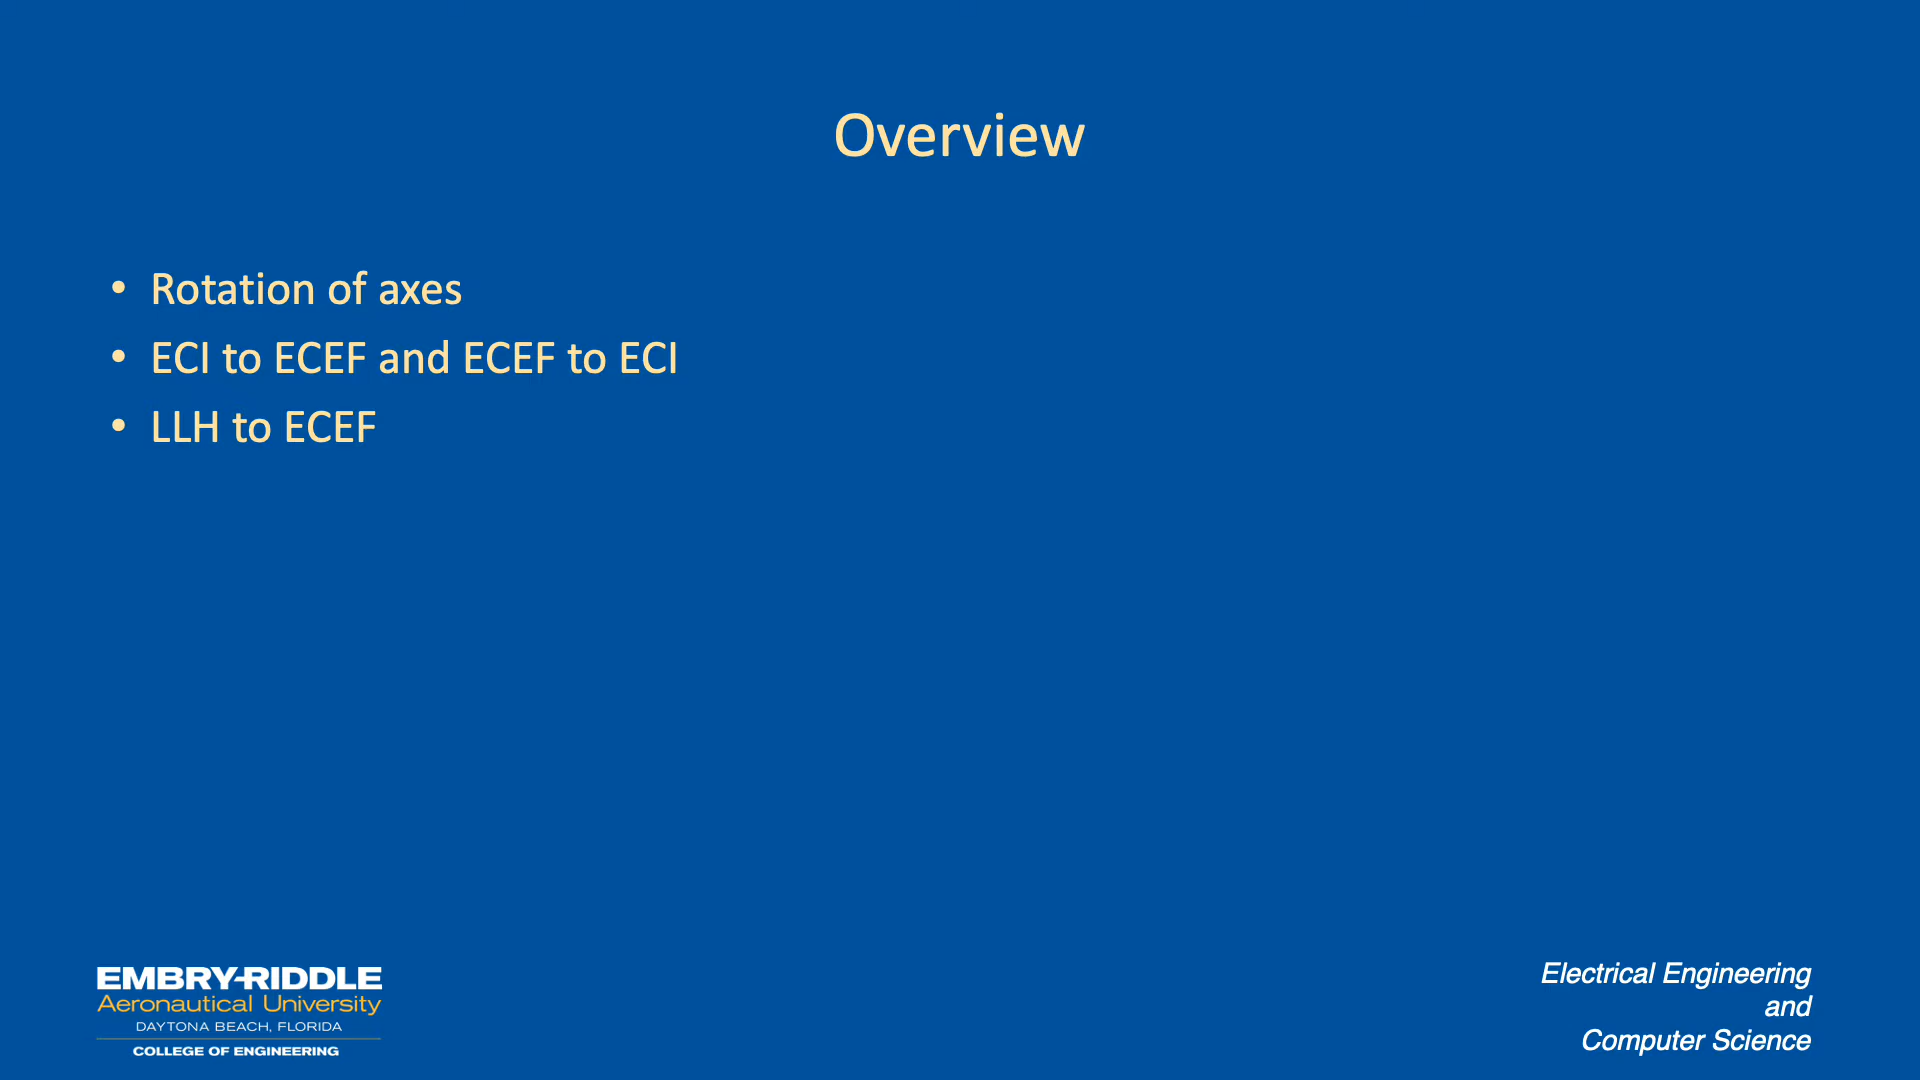 Overview
• Rotation of axes
• ECI to ECEF and ECEF to ECI
• LLH to ECEF
EMBRY-RIDDLE
Aeronautical University
DAYTONA BEACH, FLORIDA
COLLEGE OF ENGINEERING
Electrical Engineering
and
Computer Science